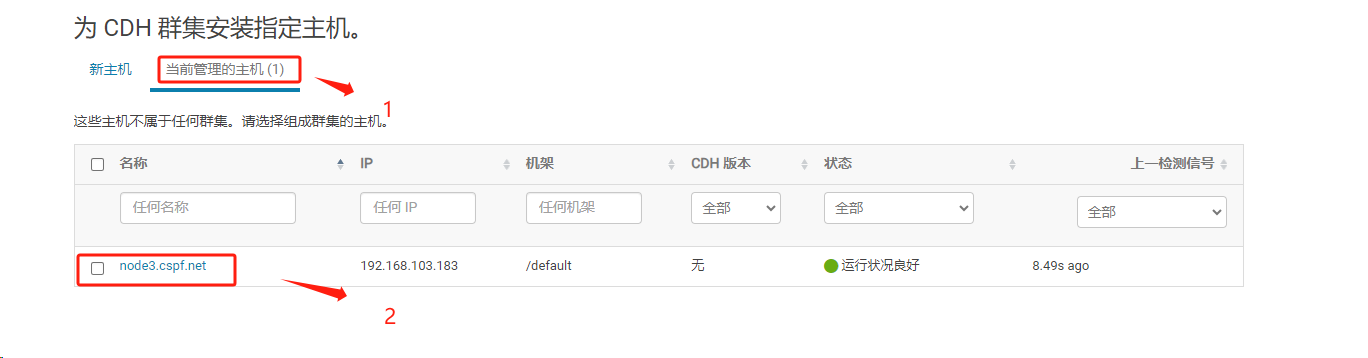 为 CDH 群集安装指定主机。
新主机 当前管理的主机 (1)
1
这些主机不属于任何群集。请选择组成群集的主机。
名称 IP 机架 CDH 版本 状态 上一检测信号
任何名称 任何 IP 任何机架 全部 全部 全部
node3.cspf.net 192.168.103.183 /default 无 运行状况良好 8.49s ago
2